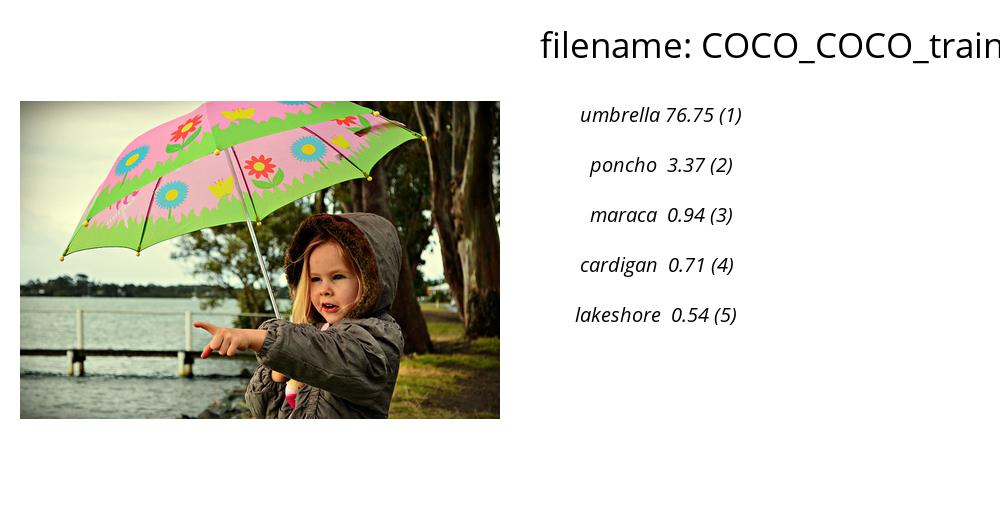 filename: COCO_COCO_train
umbrella 76.75 (1)
poncho 3.37 (2)
maraca 0.94 (3)
cardigan 0.71 (4)
lakeshore 0.54 (5)